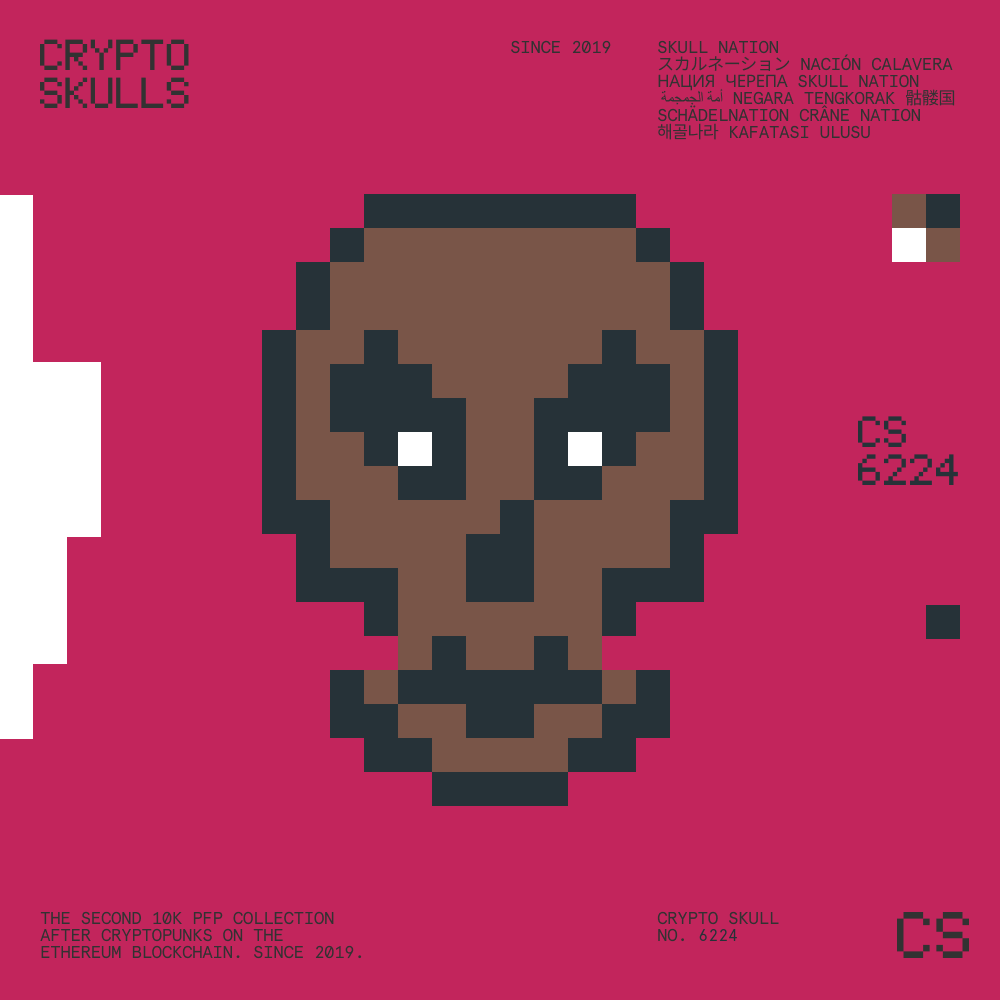 CRYPTO
SKULLS
SINCE 2019
SKULL NATION
スカルネーション NACIÓN CALAVERA
НАЦИЯ ЧЕРЕПА SKULL NATION
أمة الجمجمة NEGARA TENGKORAK 骷髅国
SCHÄDELNATION CRÂNE NATION
해골나라 KAFATASI ULUSU
CS
6224
THE SECOND 10K PFP COLLECTION
AFTER CRYPTOPUNKS ON THE
ETHEREUM BLOCKCHAIN. SINCE 2019.
CRYPTO SKULL
NO. 6224
CS